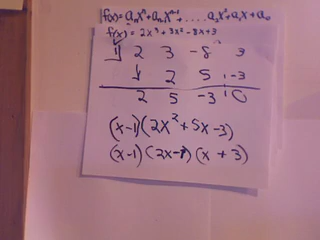 f(x) = aₙxⁿ + aₙ₋₁xⁿ⁻¹ + ..... a₂x² + a₁x + a₀
f(x) = 2x³ + 3x² - 8x + 3
1 2 3 -8 3
↓ 2 5 -3
2 5 -3 0
(x-1)(2x² + 5x - 3)
(x-1)(2x-1)(x + 3)